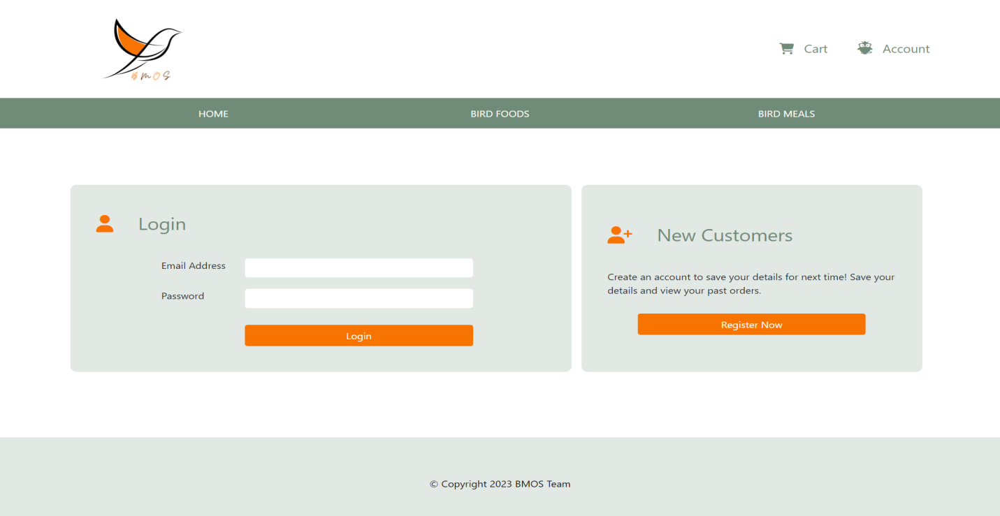 BMOS
Cart
Account
HOME
BIRD FOODS
BIRD MEALS
Login
Email Address
Password
Login
New Customers
Create an account to save your details for next time! Save your
details and view your past orders.
Register Now
© Copyright 2023 BMOS Team